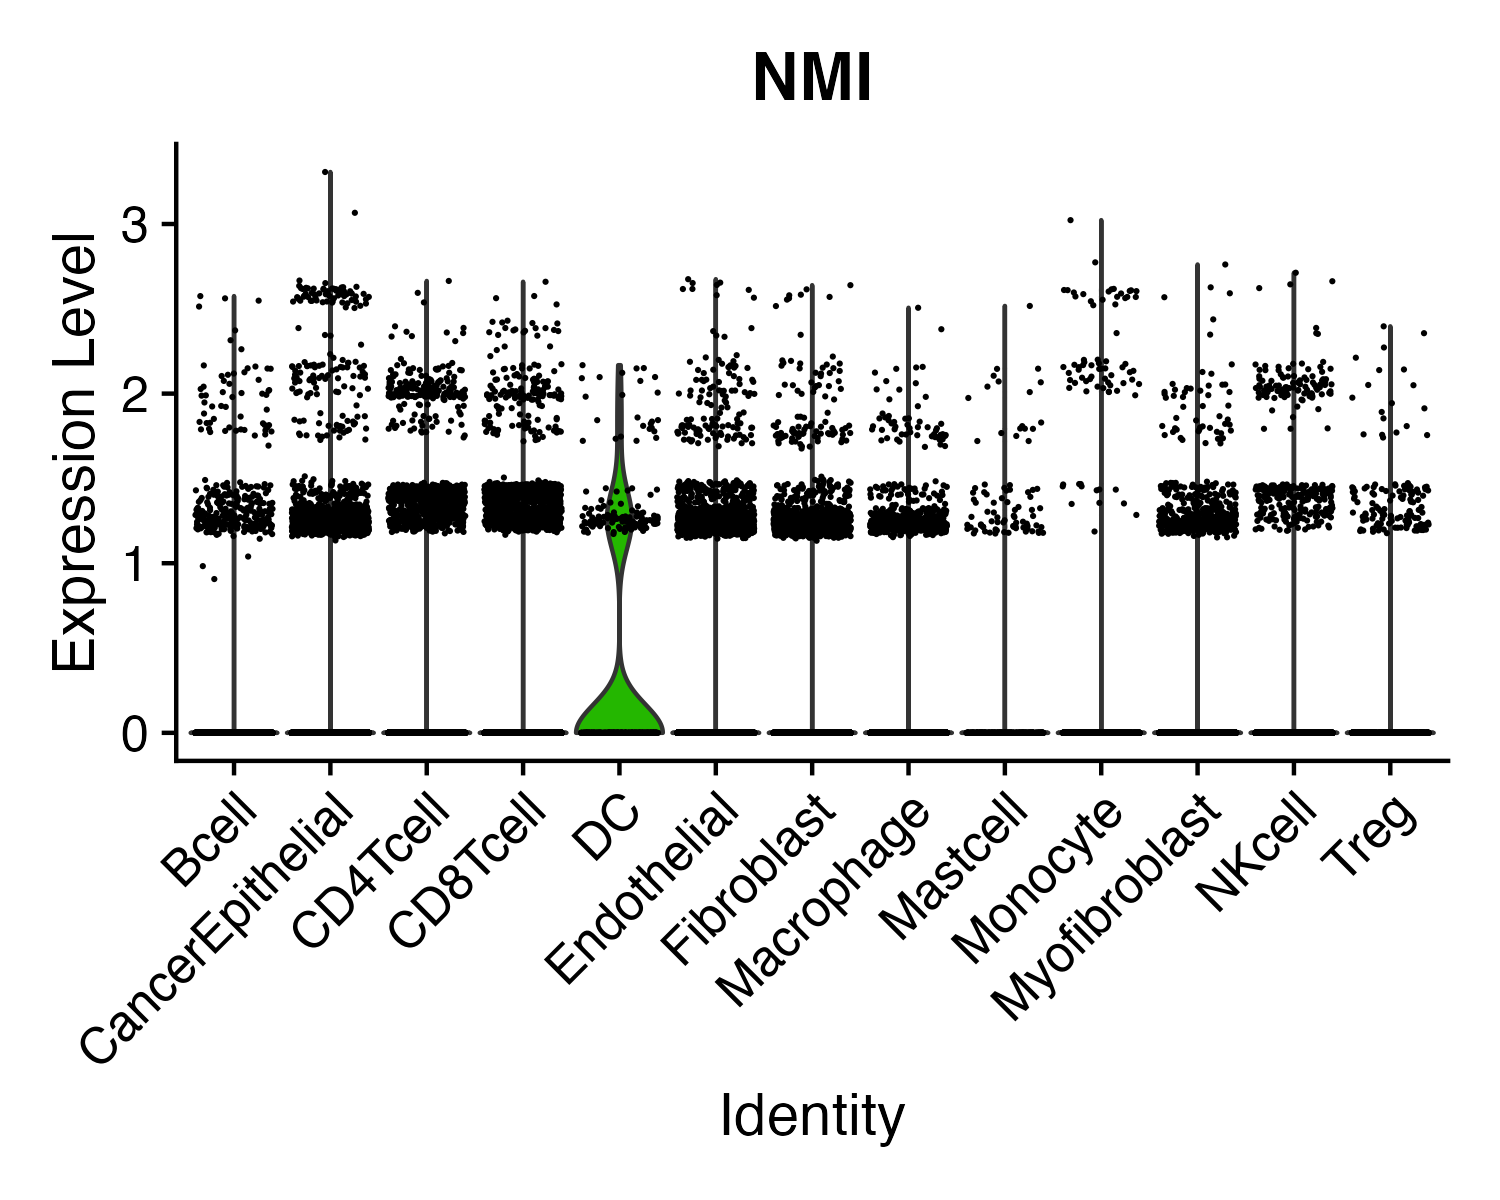 NMI
Expression Level
3
2
1
0
Bcell
CancerEpithelial
CD4Tcell
CD8Tcell
DC
Endothelial
Fibroblast
Macrophage
Mastcell
Monocyte
Myofibroblast
NKcell
Treg
Identity